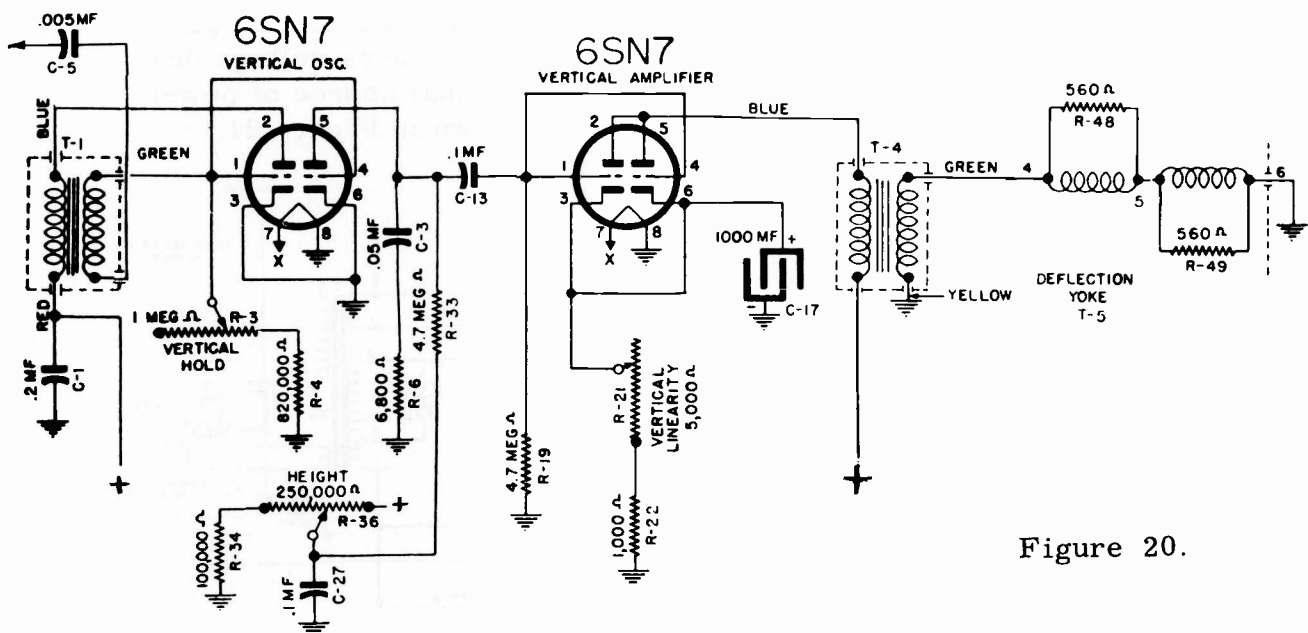 .005MF
C-5
6SN7
VERTICAL OSC.
2
5
1
4
3
6
7
8
X
BLUE
T-1
GREEN
RED
.2 MF
C-1
+
1 MEG Ω
R-3
VERTICAL
HOLD
820,000 Ω
R-4
.05 MF
C-3
6,800 Ω
R-6
4.7 MEG Ω
R-33
.1MF
C-13
HEIGHT
250,000 Ω
R-36
+
100,000 Ω
R-34
.1MF
C-27
6SN7
VERTICAL AMPLIFIER
2
5
1
4
3
6
7
8
X
4.7 MEG Ω
R-19
R-21
VERTICAL
LINEARITY
5,000 Ω
1,000 Ω
R-22
1000 MF
+
-
C-17
BLUE
T-4
GREEN
YELLOW
+
560 Ω
R-48
4
5
6
560 Ω
R-49
DEFLECTION
YOKE
T-5
Figure 20.